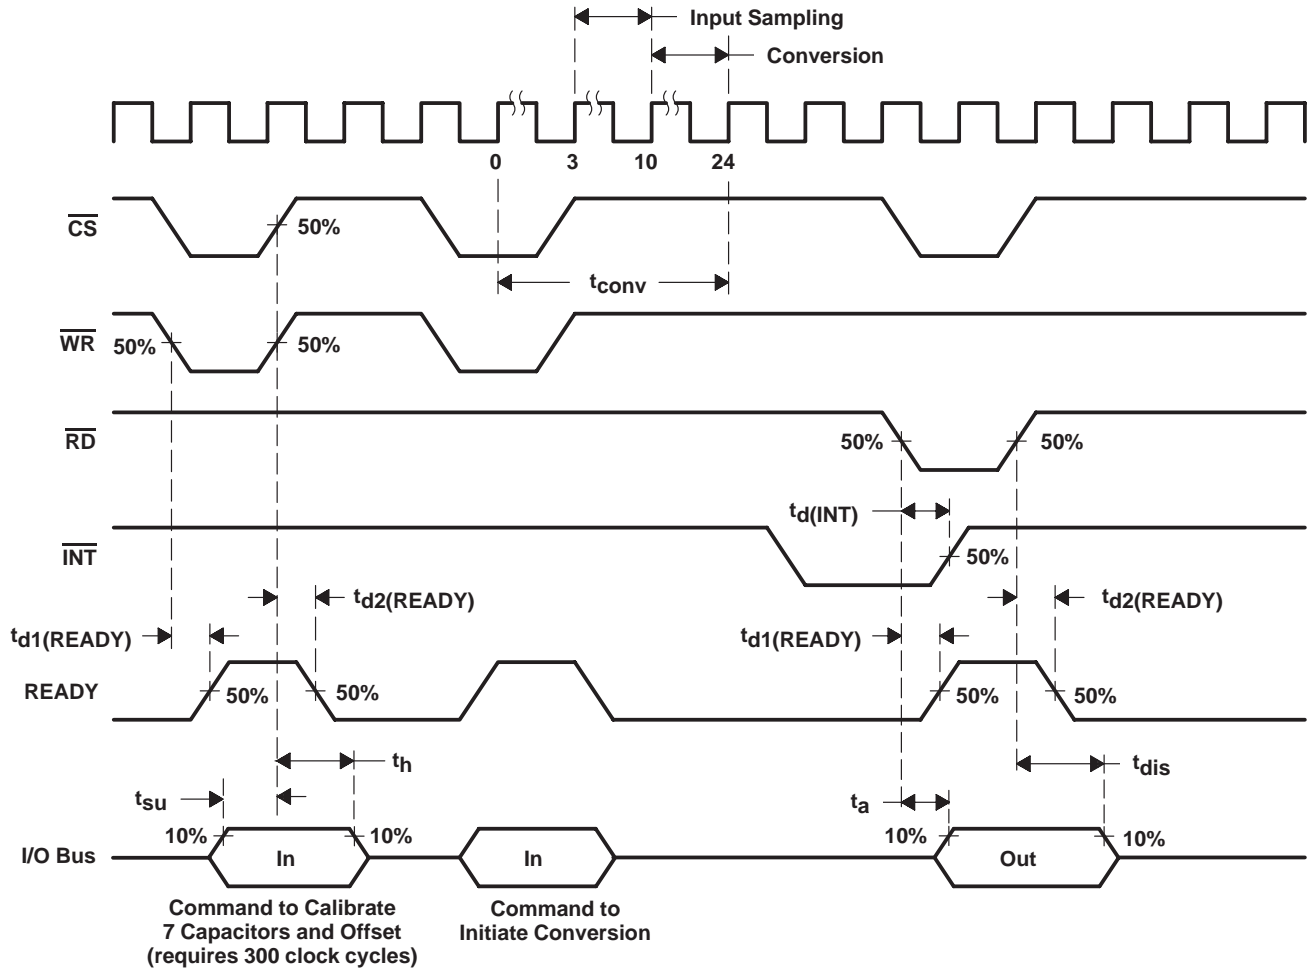 Input Sampling
Conversion
0 3 10 24
CS
50%
tconv
WR
50% 50%
RD
50% 50%
td(INT)
INT
50%
td2(READY) td2(READY)
td1(READY) td1(READY)
READY
50% 50% 50% 50%
th
tdis
tsu
ta
10% 10% 10% 10%
I/O Bus
In In Out
Command to Calibrate
7 Capacitors and Offset
(requires 300 clock cycles)
Command to
Initiate Conversion